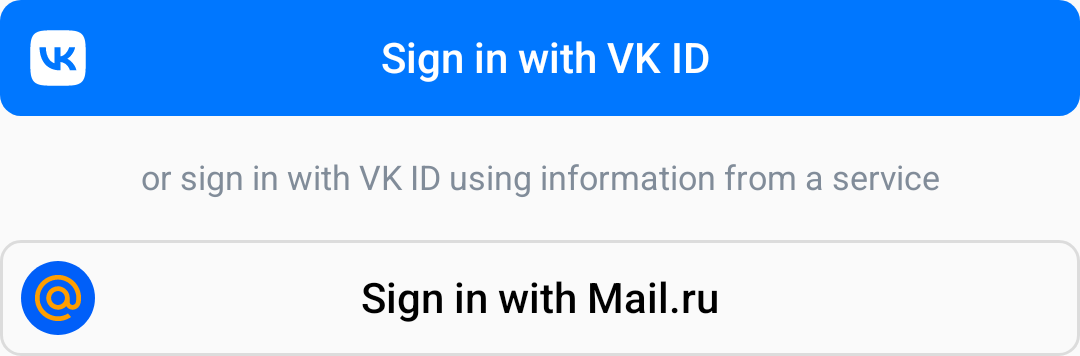 VK
Sign in with VK ID
or sign in with VK ID using information from a service
@
Sign in with Mail.ru